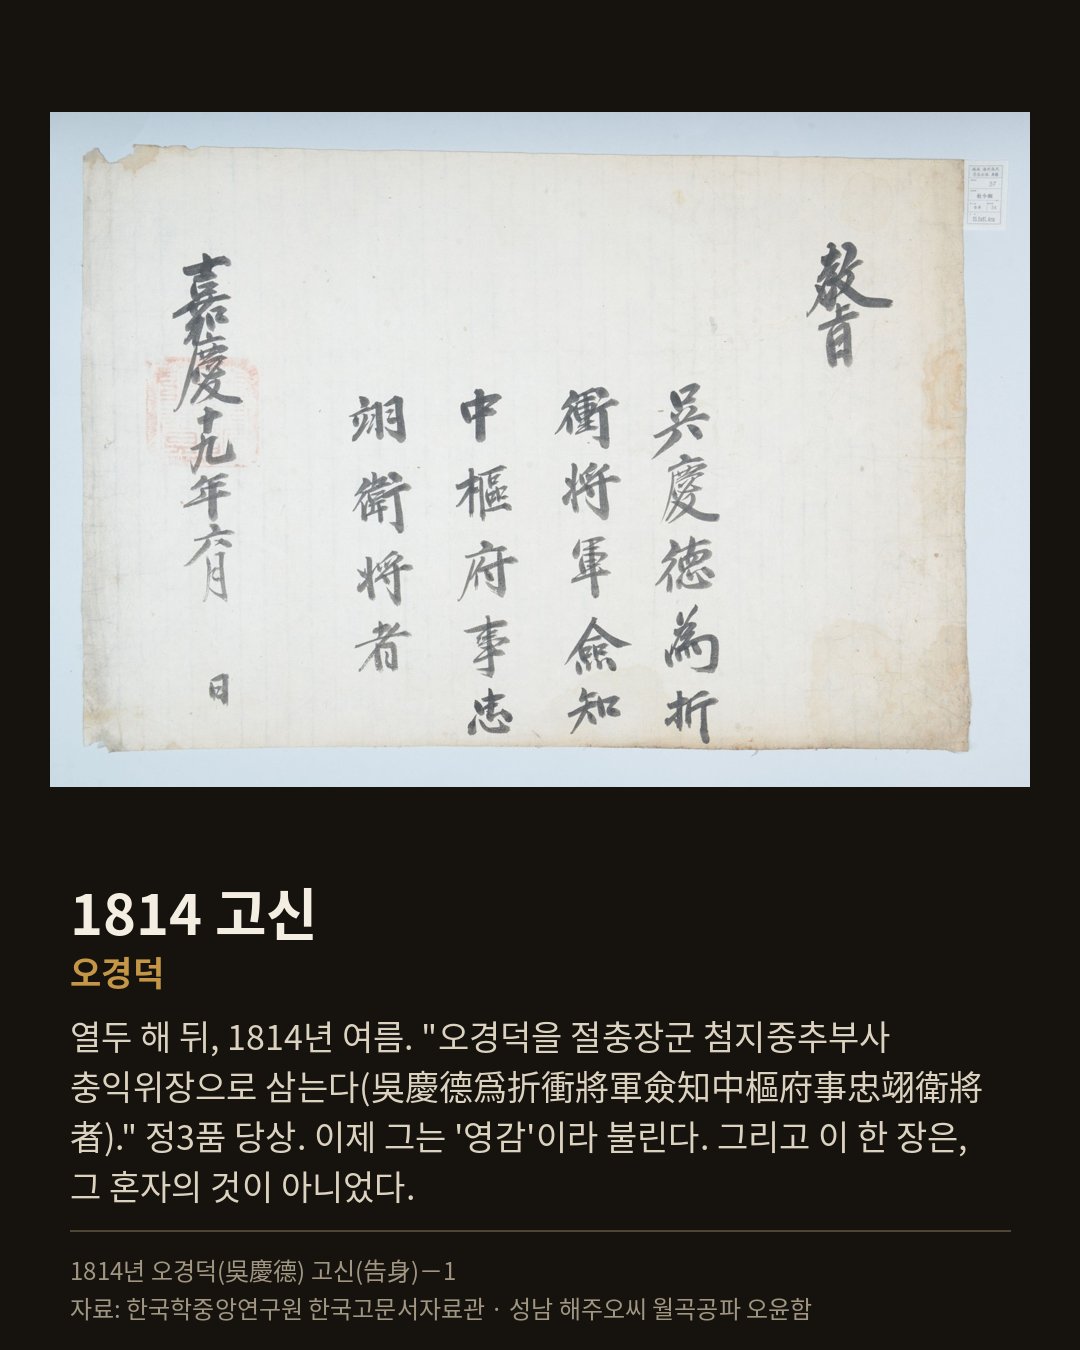 敎旨
吳慶德爲折
衝將軍僉知
中樞府事忠
翊衛將者
嘉慶十九年六月
日
1814 고신
오경덕
열두 해 뒤, 1814년 여름. "오경덕을 절충장군 첨지중추부사
충익위장으로 삼는다(吳慶德爲折衝將軍僉知中樞府事忠翊衛將
者)." 정3품 당상. 이제 그는 '영감'이라 불린다. 그리고 이 한 장은,
그 혼자의 것이 아니었다.
1814년 오경덕(吳慶德) 고신(告身)－1
자료: 한국학중앙연구원 한국고문서자료관 · 성남 해주오씨 월곡공파 오윤함